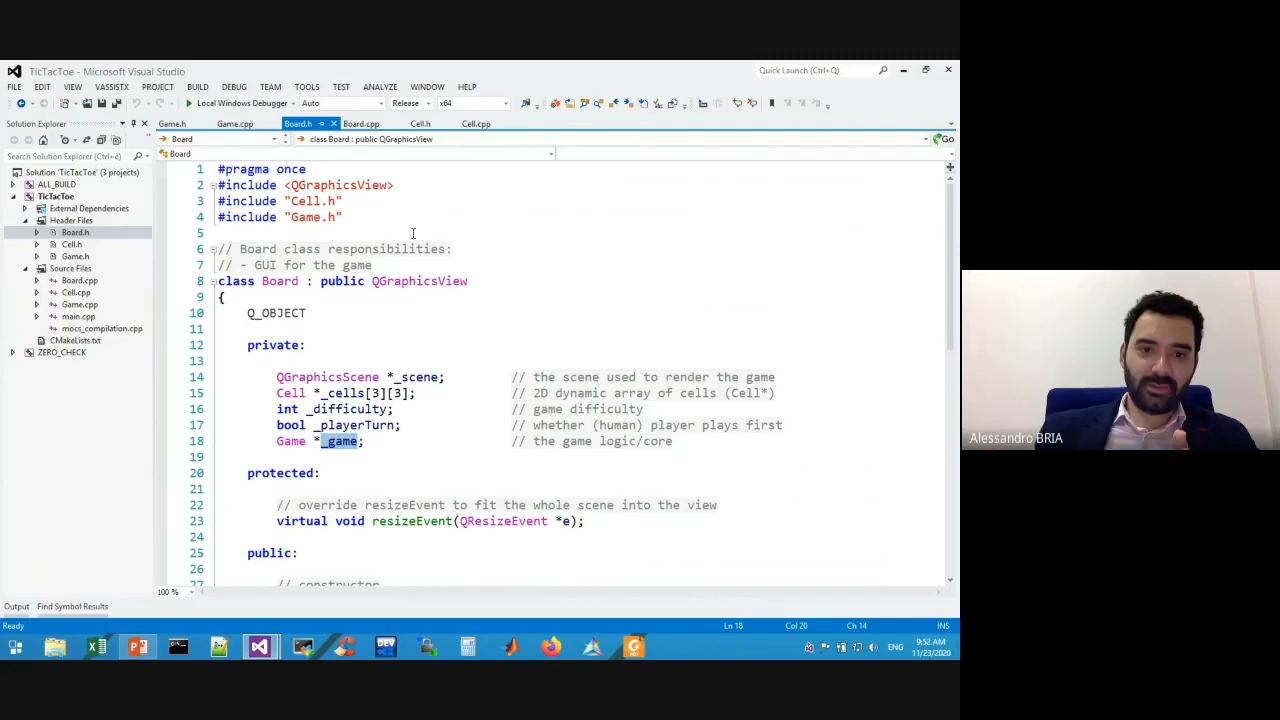 TicTacToe - Microsoft Visual Studio
Quick Launch (Ctrl+Q)
FILE EDIT VIEW VASSISTX PROJECT BUILD DEBUG TEAM TOOLS TEST ANALYZE WINDOW HELP
Local Windows Debugger Auto Release x64
Solution Explorer
Game.h Game.cpp Board.h Board.cpp Cell.h Cell.cpp
Board class Board : public QGraphicsView Go
Search Solution Explorer (Ctrl+è)
Board
Solution 'TicTacToe' (3 projects)
ALL_BUILD
TicTacToe
External Dependencies
Header Files
Board.h
Cell.h
Game.h
Source Files
Board.cpp
Cell.cpp
Game.cpp
main.cpp
mocs_compilation.cpp
CMakeLists.txt
ZERO_CHECK
1 #pragma once
2 #include <QGraphicsView>
3 #include "Cell.h"
4 #include "Game.h"
5
6 // Board class responsibilities:
7 // - GUI for the game
8 class Board : public QGraphicsView
9 {
10 Q_OBJECT
11
12 private:
13
14 QGraphicsScene *_scene; // the scene used to render the game
15 Cell *_cells[3][3]; // 2D dynamic array of cells (Cell*)
16 int _difficulty; // game difficulty
17 bool _playerTurn; // whether (human) player plays first
18 Game *_game; // the game logic/core
19
20 protected:
21
22 // override resizeEvent to fit the whole scene into the view
23 virtual void resizeEvent(QResizeEvent *e);
24
25 public:
26
27 // constructor
100 %
Output Find Symbol Results
Ready Ln 18 Col 20 Ch 14 INS
DEV
ENG
9:52 AM
11/23/2020
Alessandro BRIA